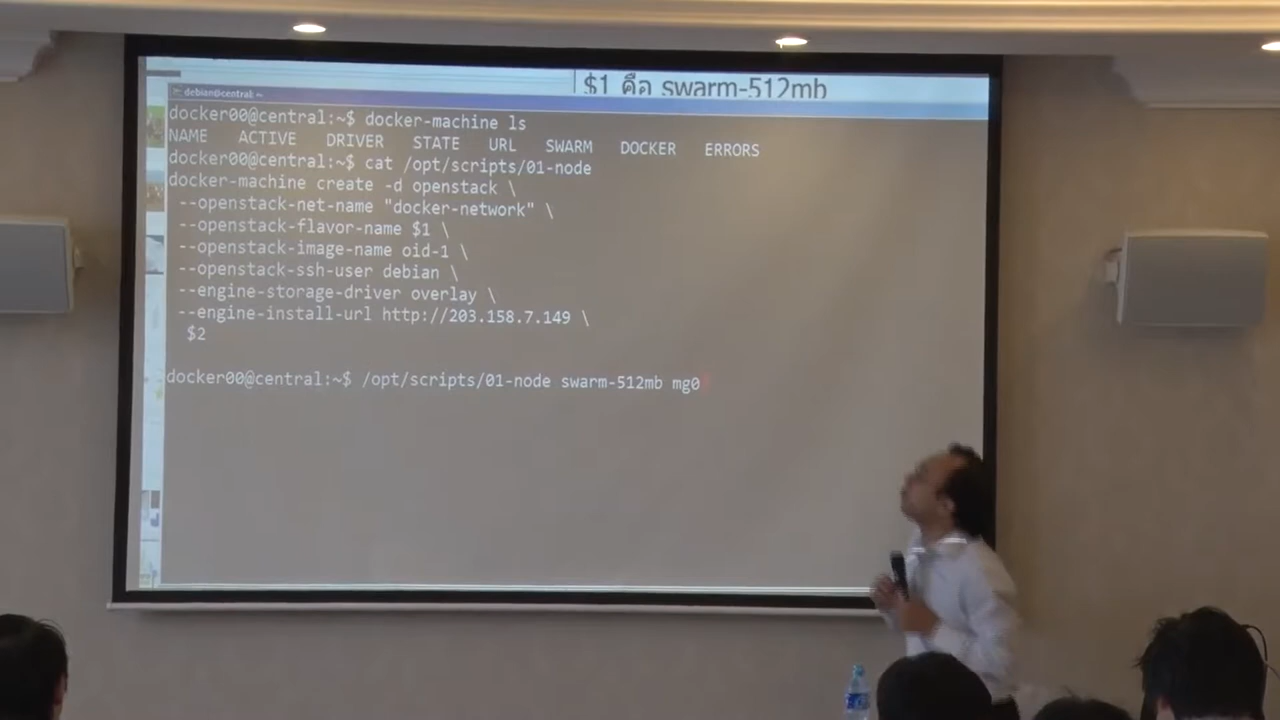 $1 คือ swarm-512mb
debian@central: ~
docker00@central:~$ docker-machine ls
NAME ACTIVE DRIVER STATE URL SWARM DOCKER ERRORS
docker00@central:~$ cat /opt/scripts/01-node
docker-machine create -d openstack \
--openstack-net-name "docker-network" \
--openstack-flavor-name $1 \
--openstack-image-name oid-1 \
--openstack-ssh-user debian \
--engine-storage-driver overlay \
--engine-install-url http://203.158.7.149 \
$2
docker00@central:~$ /opt/scripts/01-node swarm-512mb mg0